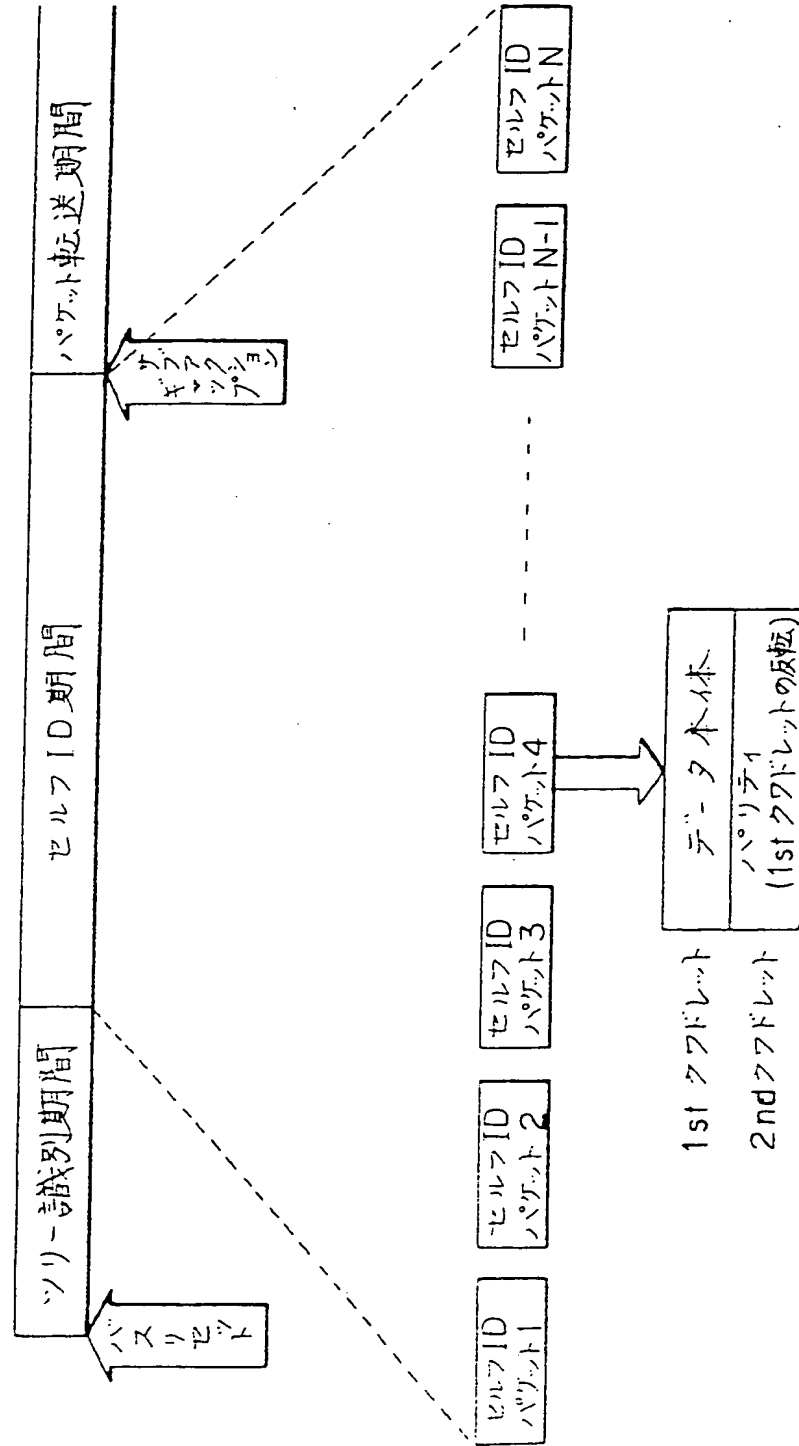 ツリー識別期間
セルフID期間
パケット転送期間
バスリセット
サブアクション
ギャップ
セルフID
パケット1
セルフID
パケット2
セルフID
パケット3
セルフID
パケット4
セルフID
パケットN-1
セルフID
パケットN
1st クワドレット
データ本体
2nd クワドレット
パリティ
(1st クワドレットの反転)